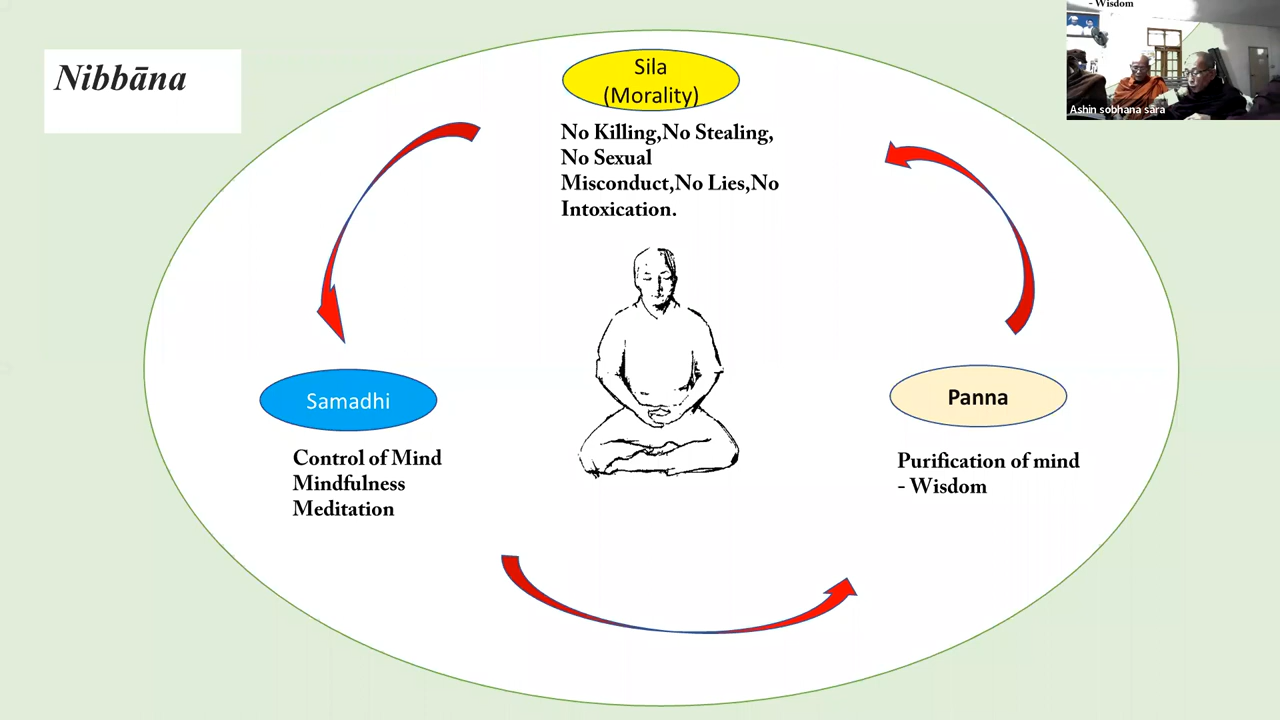 Nibbāna
Sila
(Morality)
No Killing,No Stealing,
No Sexual
Misconduct,No Lies,No
Intoxication.
Samadhi
Control of Mind
Mindfulness
Meditation
Panna
Purification of mind
- Wisdom
- Wisdom
Ashin sobhana sara